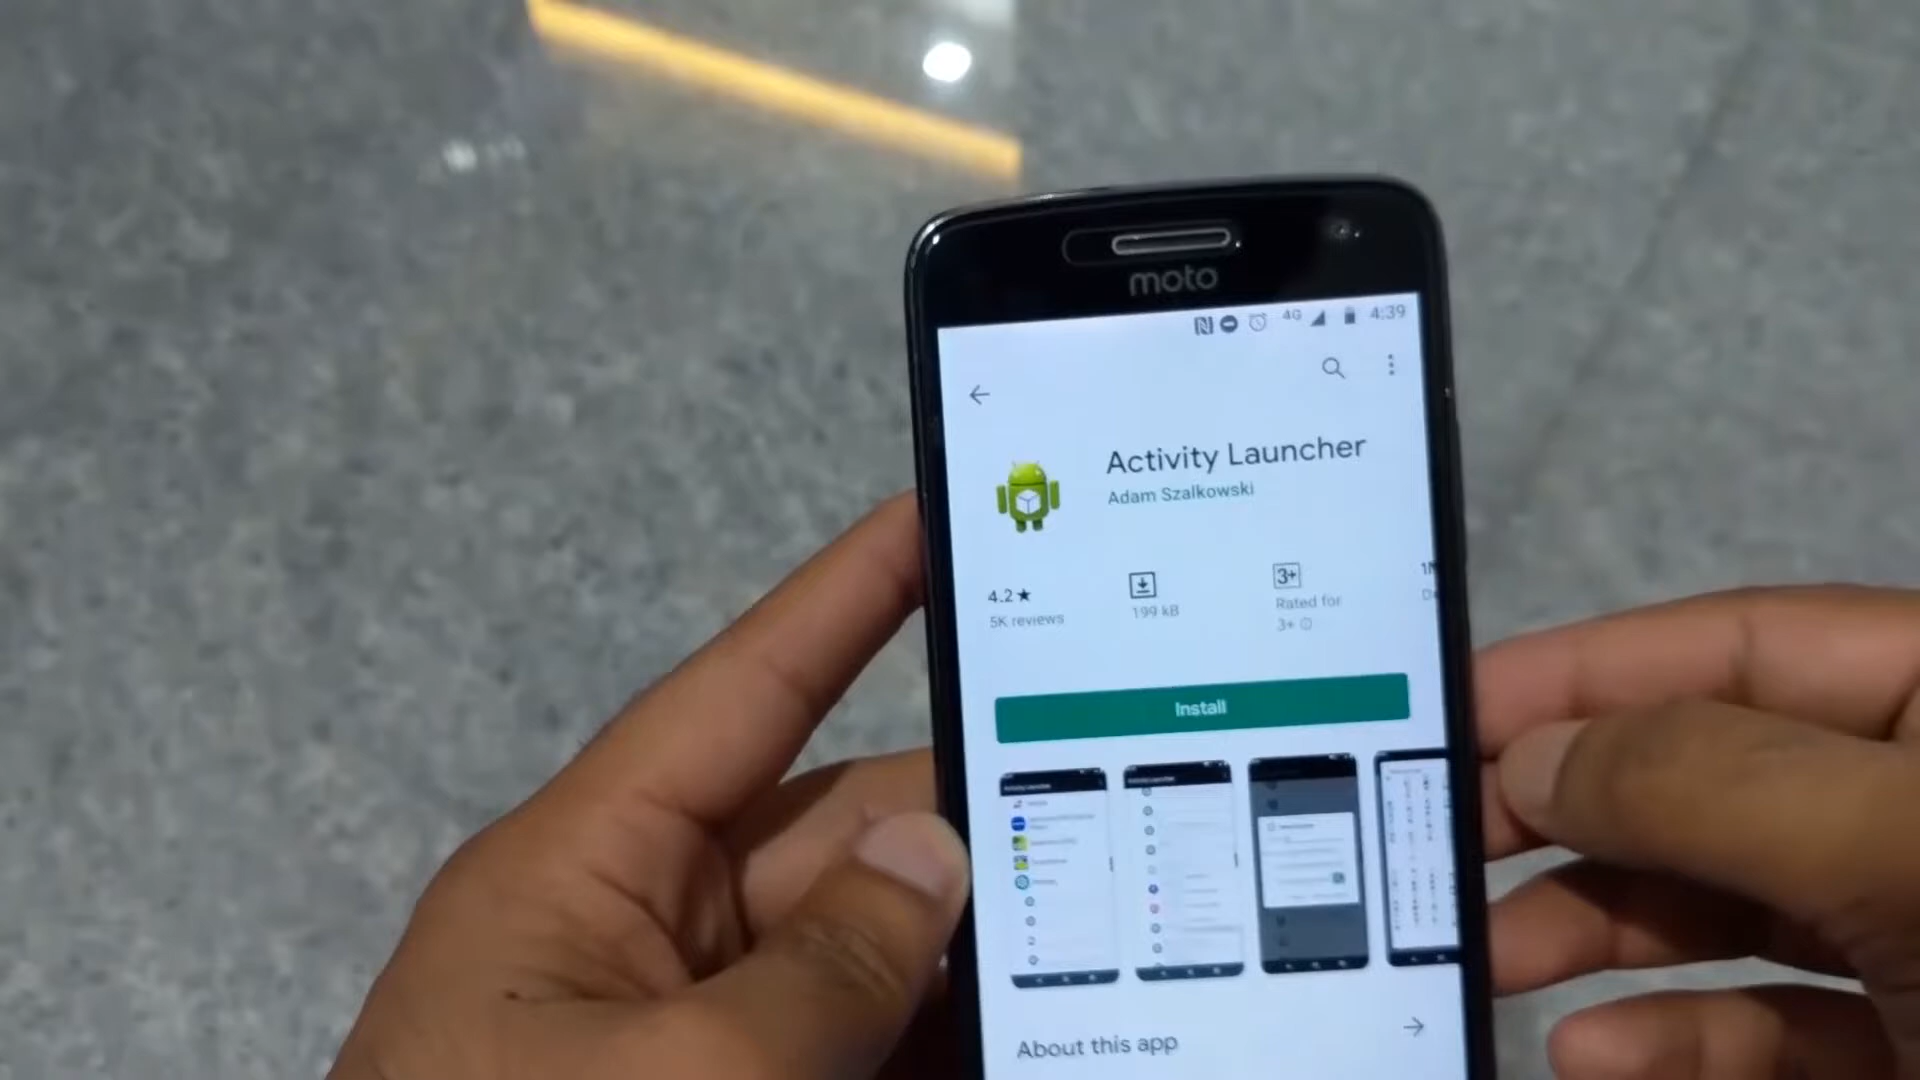 moto
4G 4:39
Activity Launcher
Adam Szalkowski
4.2★
5K reviews
199 kB
3+
Rated for
3+
Install
About this app